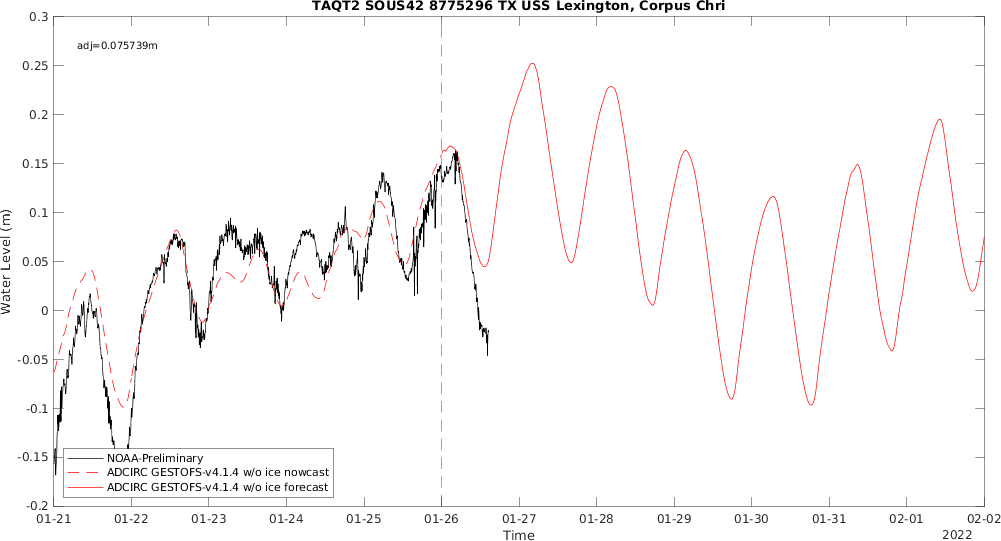 TAQT2 SOUS42 8775296 TX USS Lexington, Corpus Chri
adj=0.075739m
0.3
0.25
0.2
0.15
0.1
0.05
0
-0.05
-0.1
-0.15
-0.2
Water Level (m)
NOAA-Preliminary
ADCIRC GESTOFS-v4.1.4 w/o ice nowcast
ADCIRC GESTOFS-v4.1.4 w/o ice forecast
01-21 01-22 01-23 01-24 01-25 01-26 01-27 01-28 01-29 01-30 01-31 02-01 02-02
Time
2022